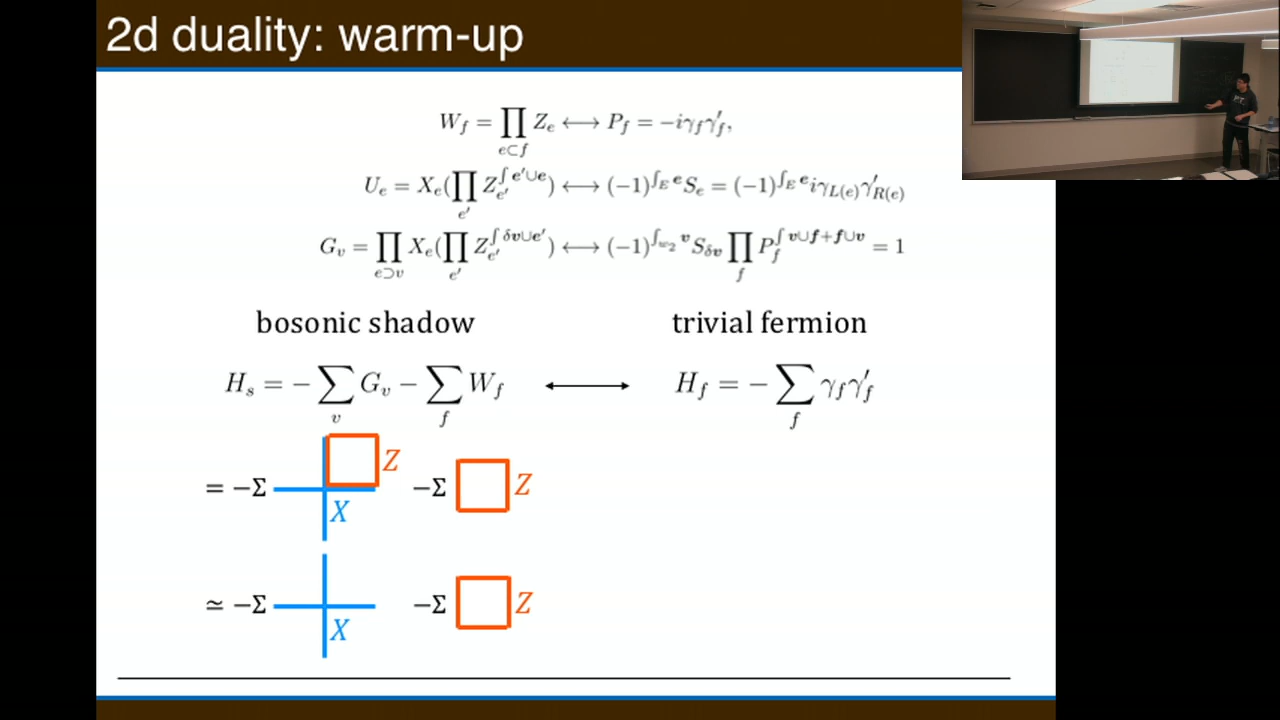 2d duality: warm-up
W_f = ∏_{e⊂f} Z_e ⟷ P_f = −iγ_fγ′_f,
U_e = X_e(∏_{e′} Z_{e′}^{∫ e′∪e}) ⟷ (−1)^{∫_E e} S_e = (−1)^{∫_E e} iγ_{L(e)}γ′_{R(e)}
G_v = ∏_{e⊃v} X_e(∏_{e′} Z_{e′}^{∫ δv∪e′}) ⟷ (−1)^{∫_{w_2} v} S_{δv} ∏_f P_f^{∫ v∪f+f∪v} = 1
bosonic shadow trivial fermion
H_s = − ∑_v G_v − ∑_f W_f ⟷ H_f = − ∑_f γ_fγ′_f
= −Σ X Z −Σ Z
≃ −Σ X −Σ Z